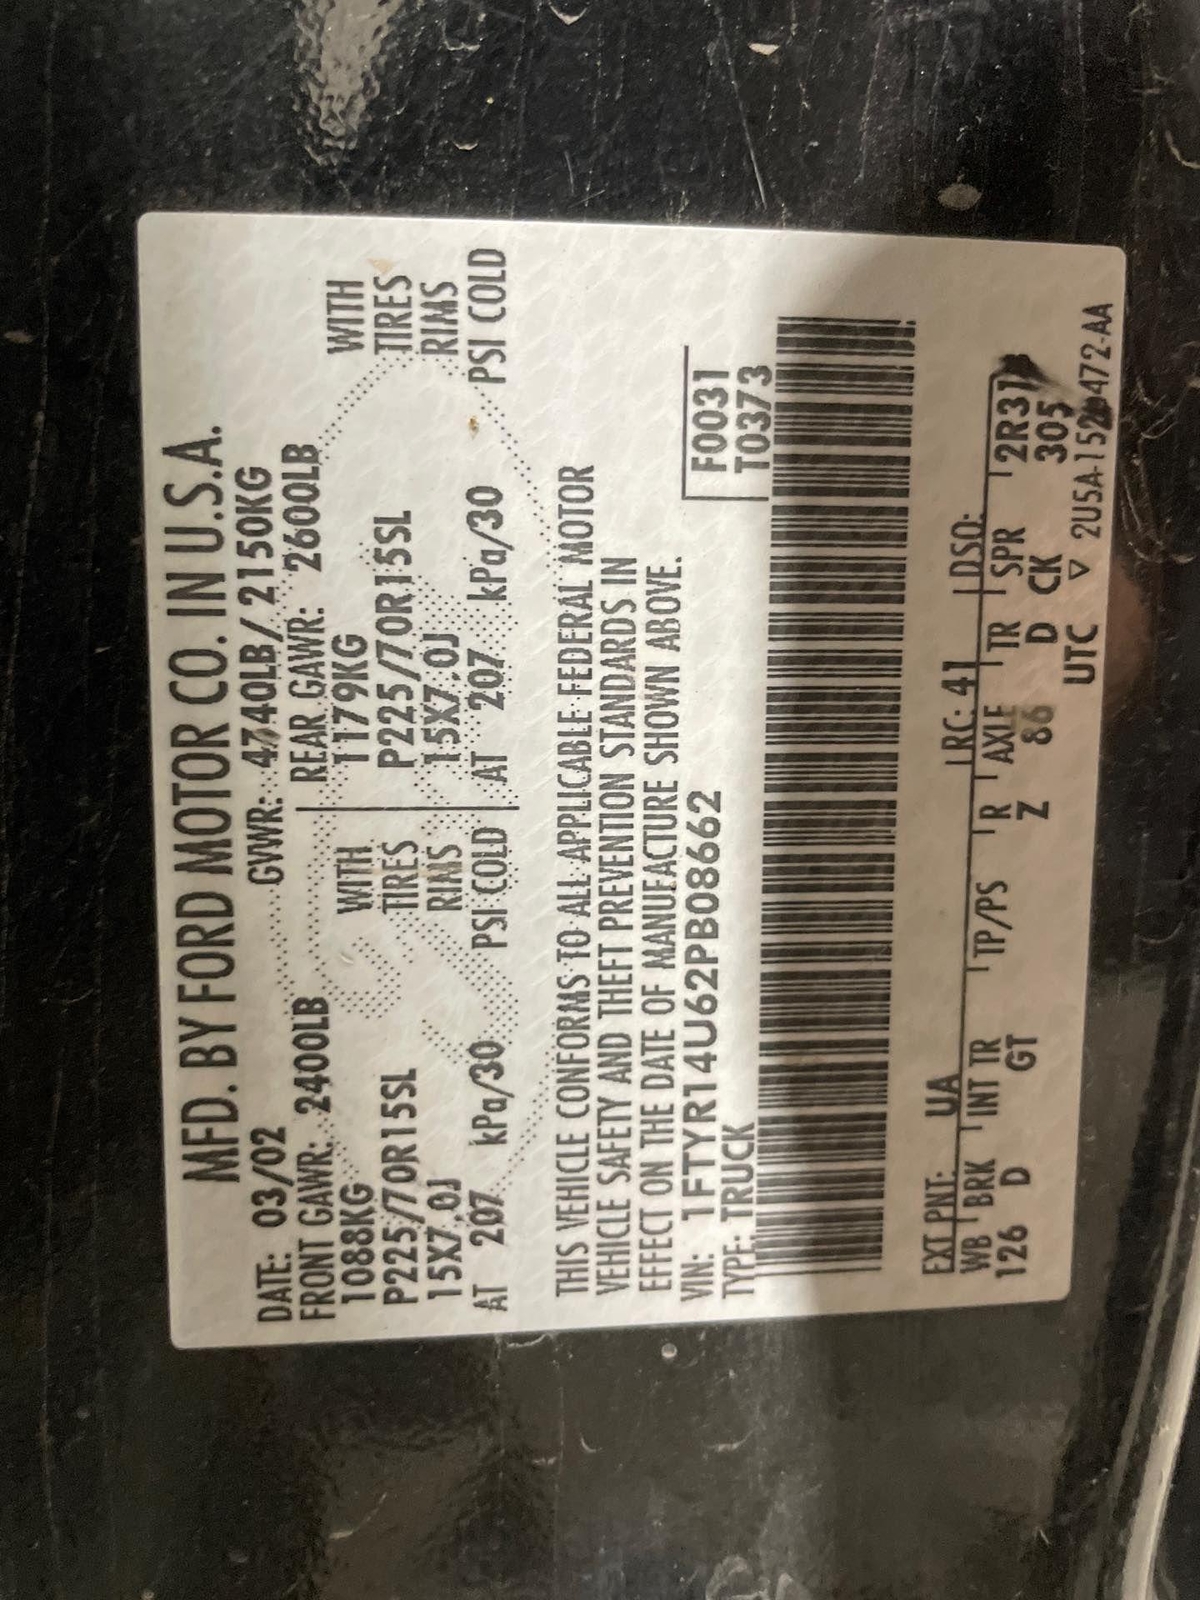 MFD. BY FORD MOTOR CO. IN U.S.A.
DATE: 03/02 GVWR: 4740LB/ 2150KG
FRONT GAWR: 2400LB REAR GAWR: 2600LB
1088KG WITH 1179KG WITH
P225/70R15SL TIRES P225/70R15SL TIRES
15X7.0J RIMS 15X7.0J RIMS
AT 207 kPa/30 PSI COLD AT 207 kPa/30 PSI COLD
THIS VEHICLE CONFORMS TO ALL APPLICABLE FEDERAL MOTOR
VEHICLE SAFETY AND THEFT PREVENTION STANDARDS IN
EFFECT ON THE DATE OF MANUFACTURE SHOWN ABOVE.
VIN: 1FTYR14U62PB08662 F0031
TYPE: TRUCK T0373
EXT PNT: UA RC: 41 DSO:
WB BRK INT TR TP/PS R AXLE TR SPR 2R31
126 D GT Z 86 D CK 305
UTC ▽ 2U5A-1520472-AA